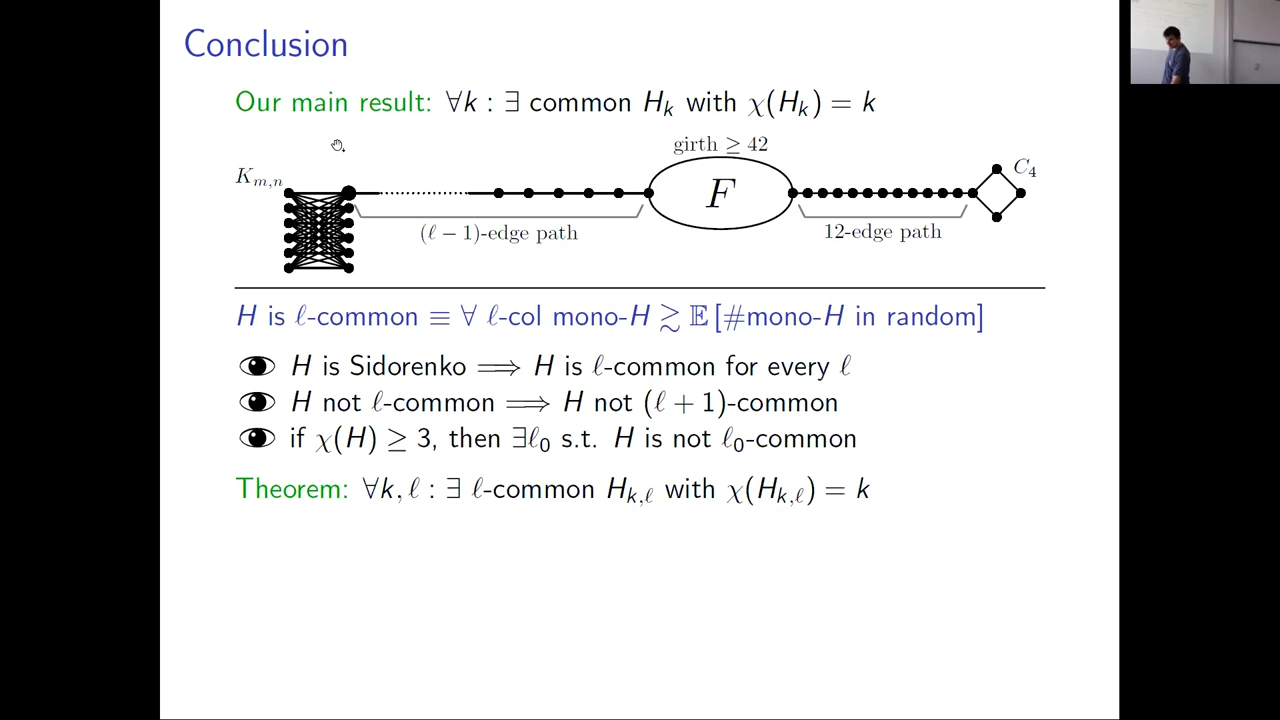 Conclusion
Our main result: ∀k : ∃ common H_k with χ(H_k) = k
girth ≥ 42
K_{m,n}
C_4
F
(ℓ − 1)-edge path
12-edge path
H is ℓ-common ≡ ∀ ℓ-col mono-H ≳ 𝔼[#mono-H in random]
H is Sidorenko ⟹ H is ℓ-common for every ℓ
H not ℓ-common ⟹ H not (ℓ + 1)-common
if χ(H) ≥ 3, then ∃ℓ_0 s.t. H is not ℓ_0-common
Theorem: ∀k, ℓ : ∃ ℓ-common H_{k,ℓ} with χ(H_{k,ℓ}) = k